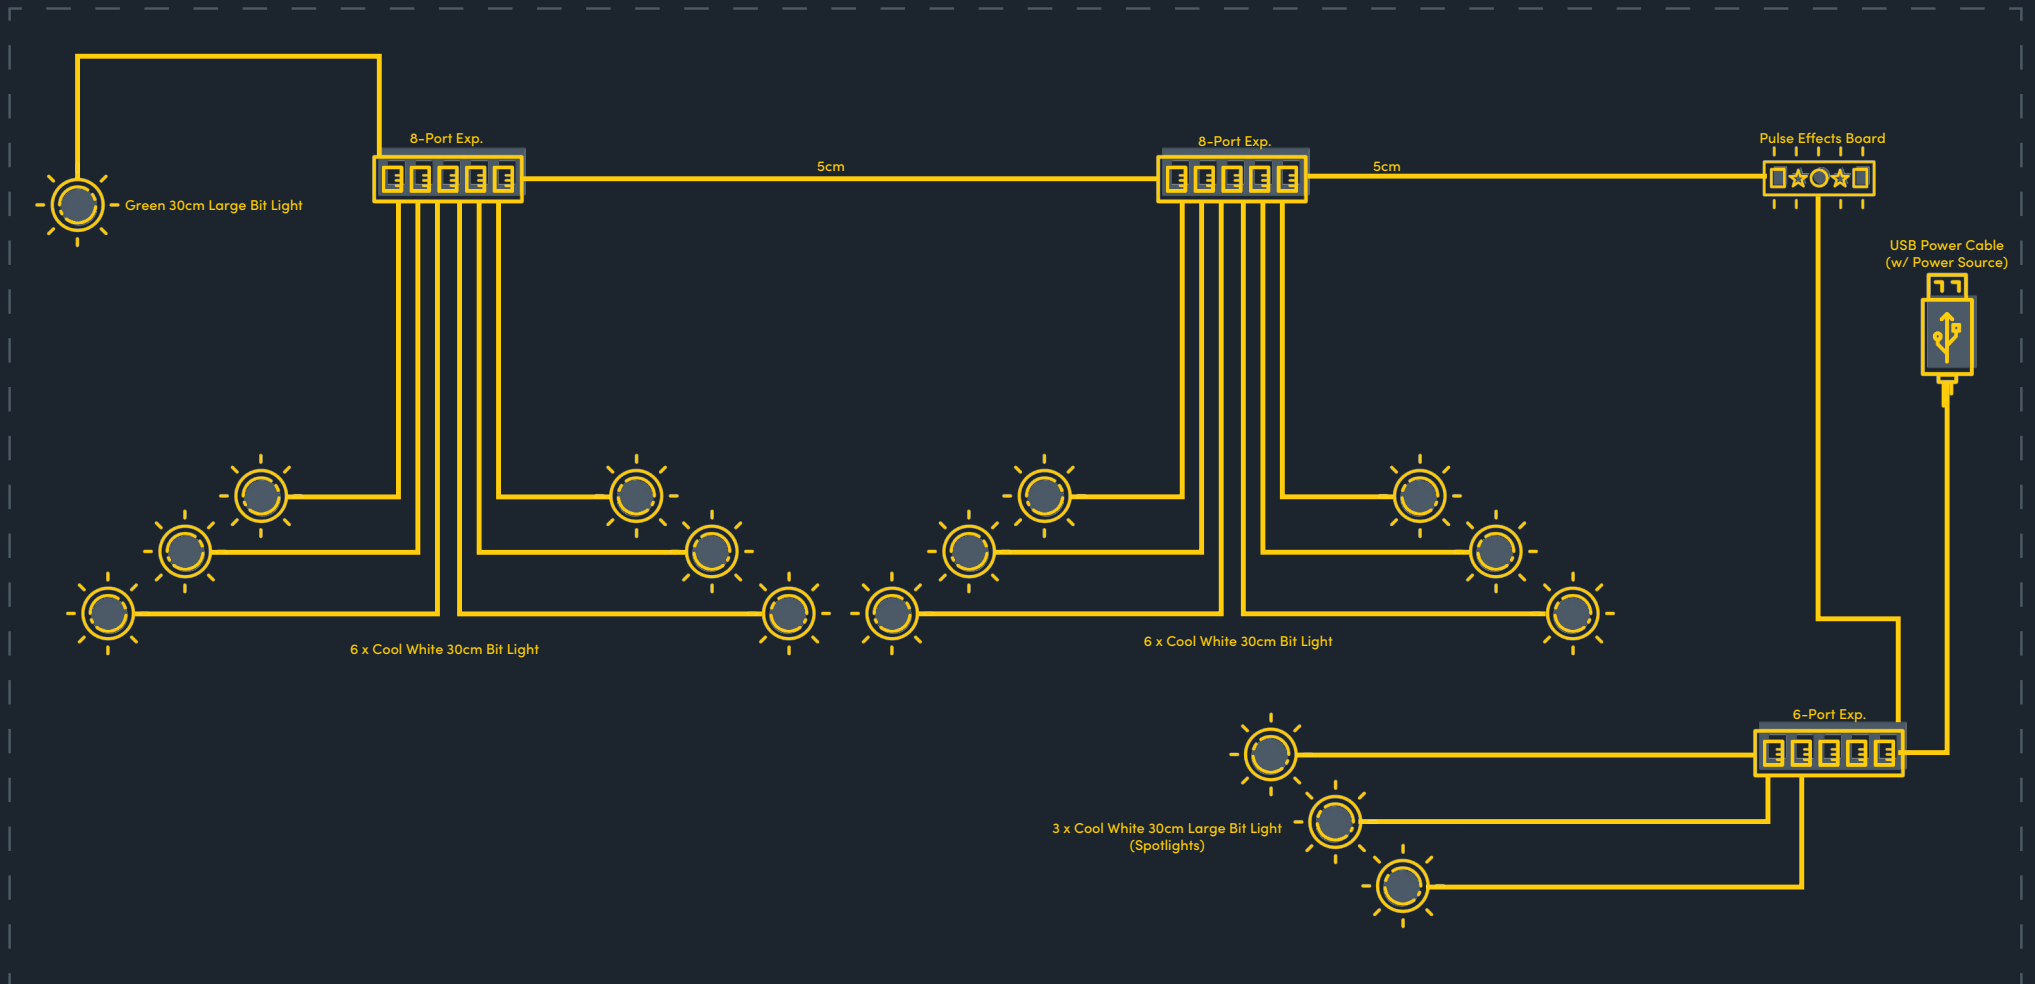 8-Port Exp.
8-Port Exp.
Pulse Effects Board
5cm
5cm
Green 30cm Large Bit Light
USB Power Cable
(w/ Power Source)
6 x Cool White 30cm Bit Light
6 x Cool White 30cm Bit Light
6-Port Exp.
3 x Cool White 30cm Large Bit Light
(Spotlights)